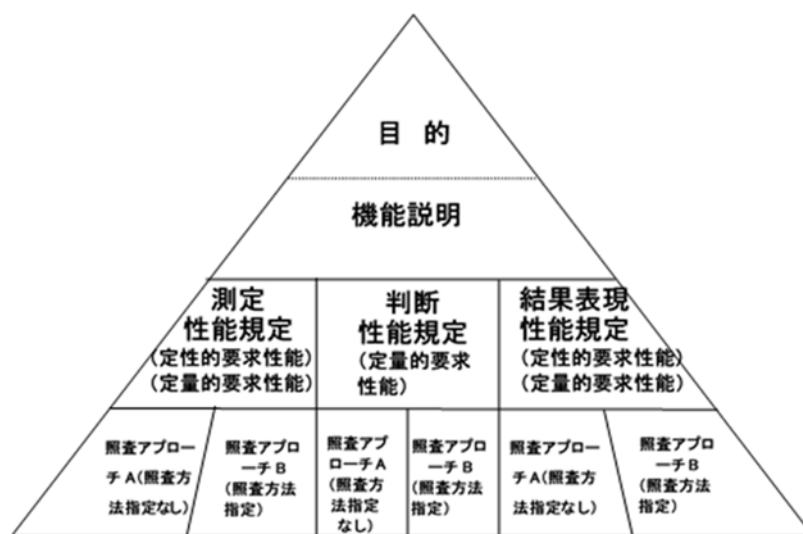 目 的
機能説明
測定
性能規定
(定性的要求性能)
(定量的要求性能)
判断
性能規定
(定量的要求
性能)
結果表現
性能規定
(定性的要求性能)
(定量的要求性能)
照査アプロー
チA(照査方
法指定なし)
照査アプロ
ーチB
(照査方法
指定)
照査アプ
ローチA
(照査方
法指定
なし)
照査アプロ
ーチB
(照査方法
指定)
照査アプロー
チA(照査方
法指定なし)
照査アプロ
ーチB
(照査方法
指定)